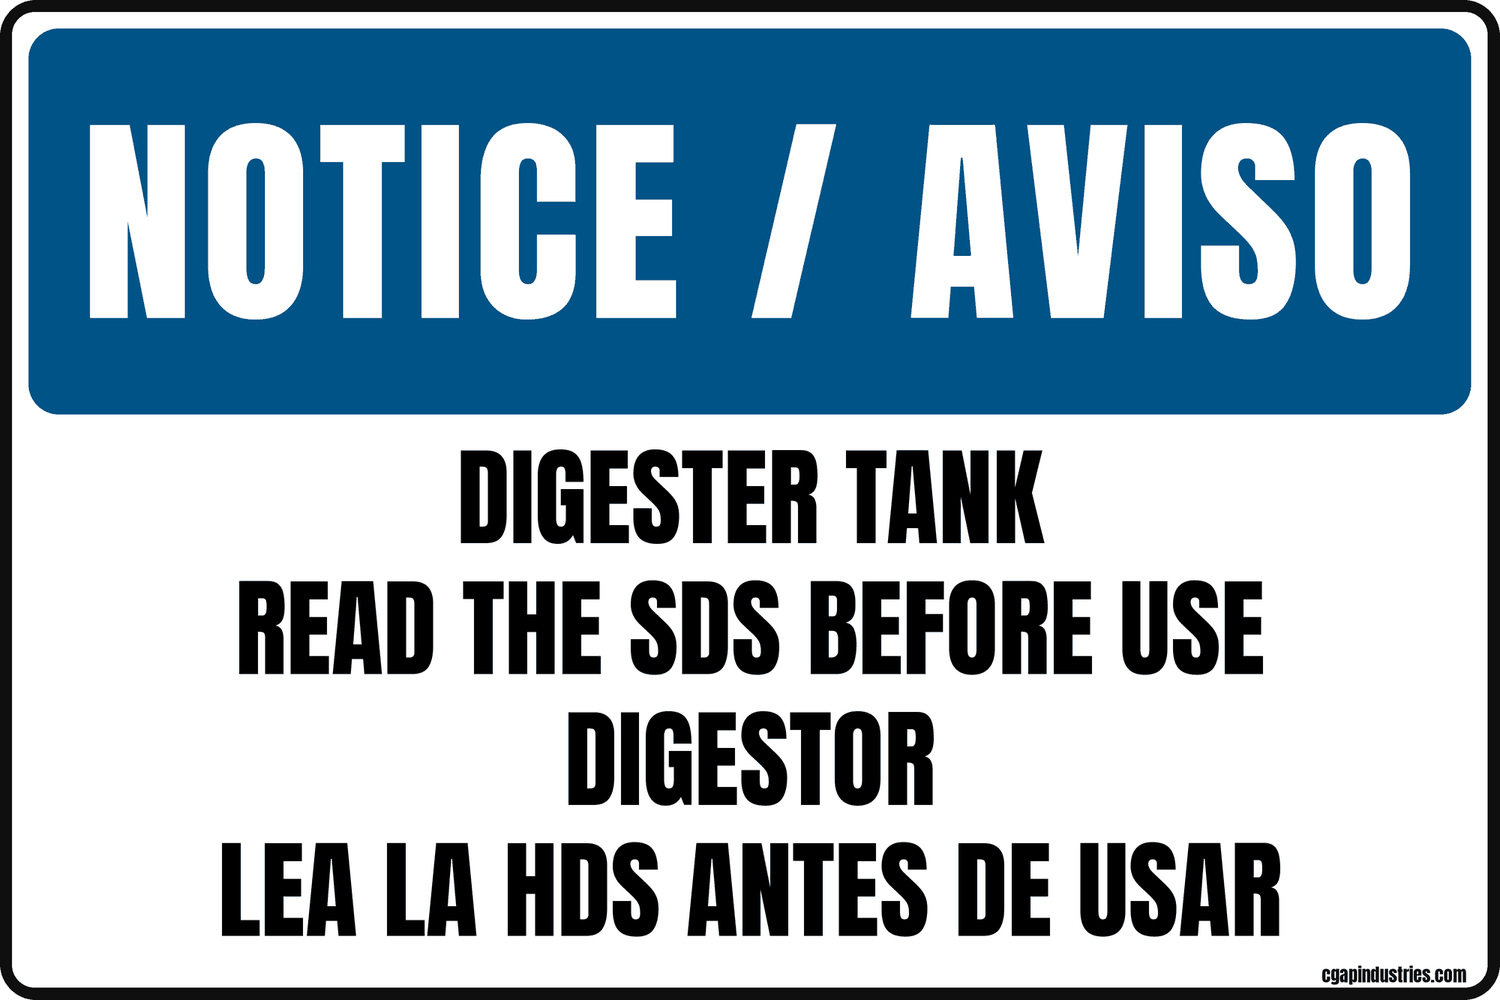 NOTICE / AVISO
DIGESTER TANK
READ THE SDS BEFORE USE
DIGESTOR
LEA LA HDS ANTES DE USAR
cgapindustries.com